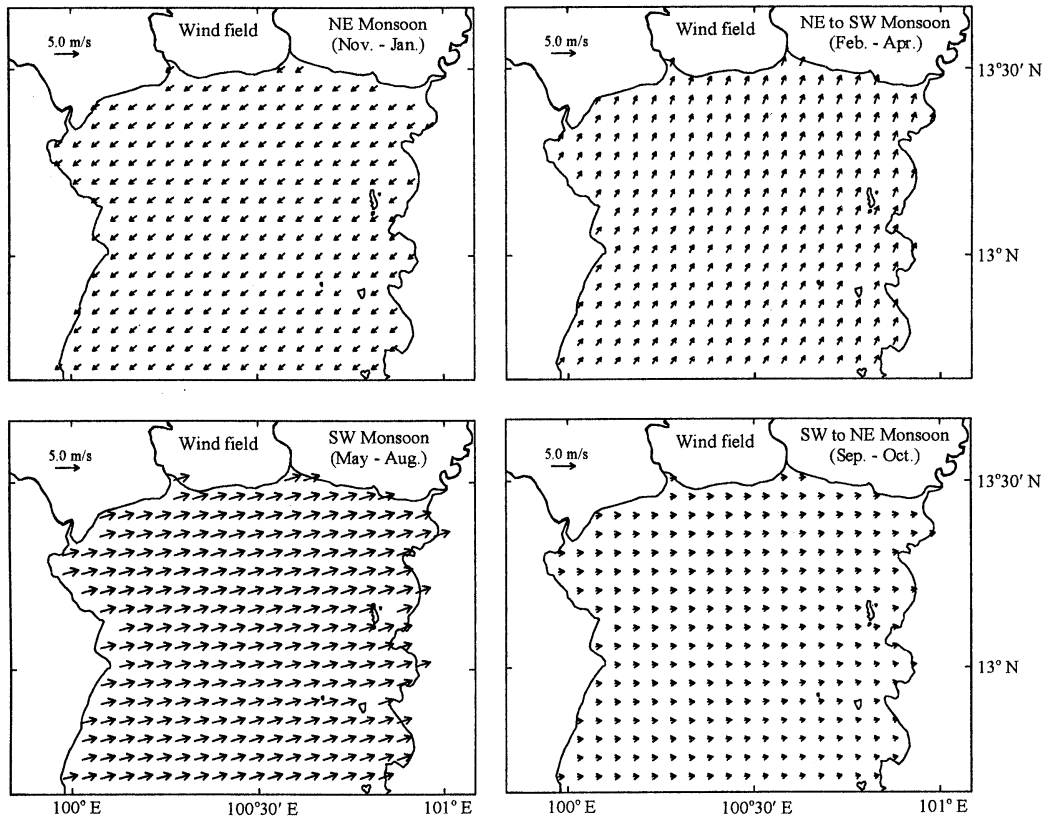 Wind field
NE Monsoon
(Nov. - Jan.)
5.0 m/s
Wind field
NE to SW Monsoon
(Feb. - Apr.)
5.0 m/s
13°30′ N
13° N
Wind field
SW Monsoon
(May - Aug.)
5.0 m/s
Wind field
SW to NE Monsoon
(Sep. - Oct.)
5.0 m/s
13°30′ N
13° N
100° E
100°30′ E
101° E
100° E
100°30′ E
101° E